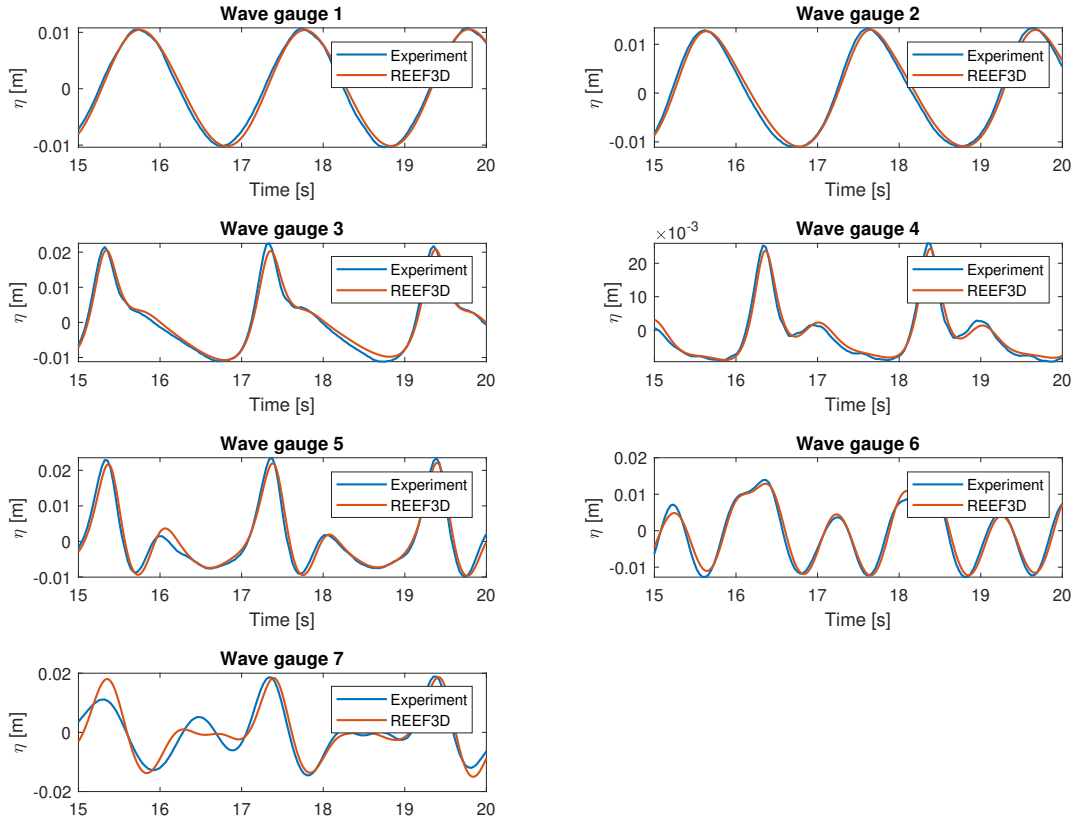 Wave gauge 1
0.01
0
-0.01
η [m]
15 16 17 18 19 20
Time [s]
Experiment
REEF3D
Wave gauge 2
0.01
0
-0.01
η [m]
15 16 17 18 19 20
Time [s]
Experiment
REEF3D
Wave gauge 3
0.02
0.01
0
-0.01
η [m]
15 16 17 18 19 20
Time [s]
Experiment
REEF3D
Wave gauge 4
×10⁻³
20
10
0
η [m]
15 16 17 18 19 20
Time [s]
Experiment
REEF3D
Wave gauge 5
0.02
0.01
0
-0.01
η [m]
15 16 17 18 19 20
Time [s]
Experiment
REEF3D
Wave gauge 6
0.02
0.01
0
-0.01
η [m]
15 16 17 18 19 20
Time [s]
Experiment
REEF3D
Wave gauge 7
0.02
0
-0.02
η [m]
15 16 17 18 19 20
Time [s]
Experiment
REEF3D